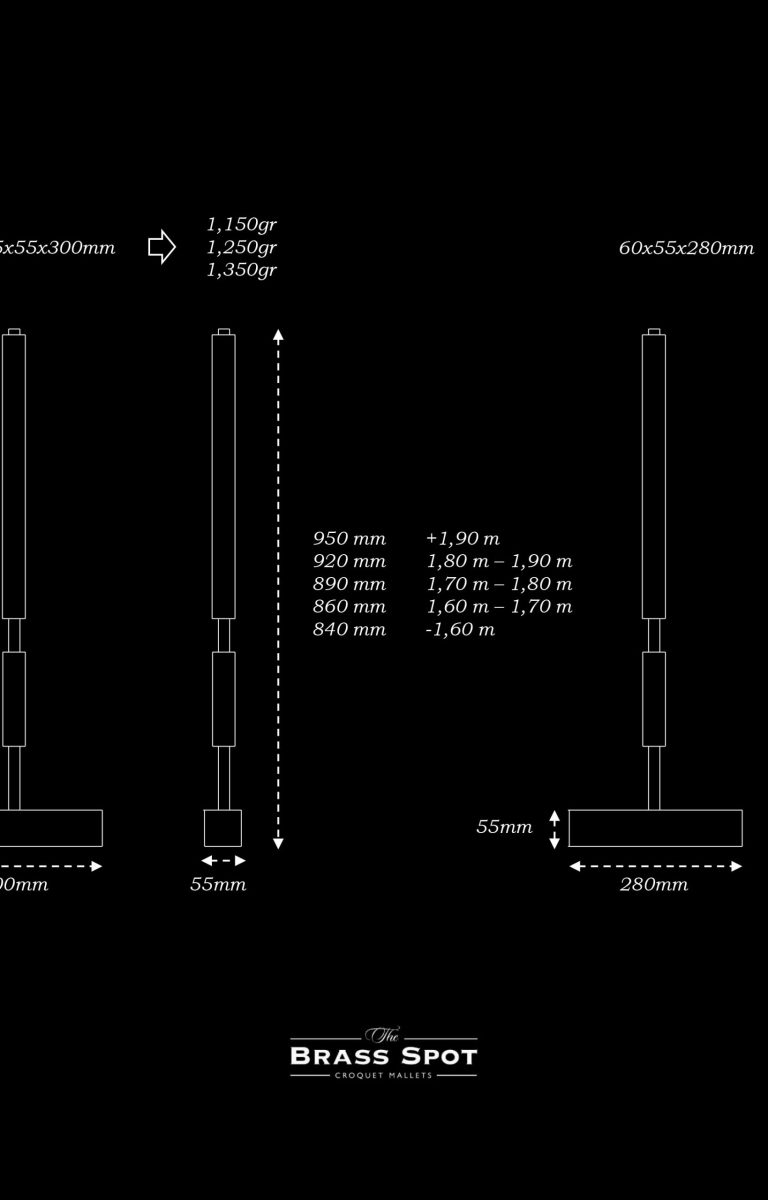 x55x300mm
1,150gr
1,250gr
1,350gr
60x55x280mm
950 mm +1,90 m
920 mm 1,80 m – 1,90 m
890 mm 1,70 m – 1,80 m
860 mm 1,60 m – 1,70 m
840 mm -1,60 m
55mm
0mm
55mm
280mm
The
BRASS SPOT
CROQUET MALLETS